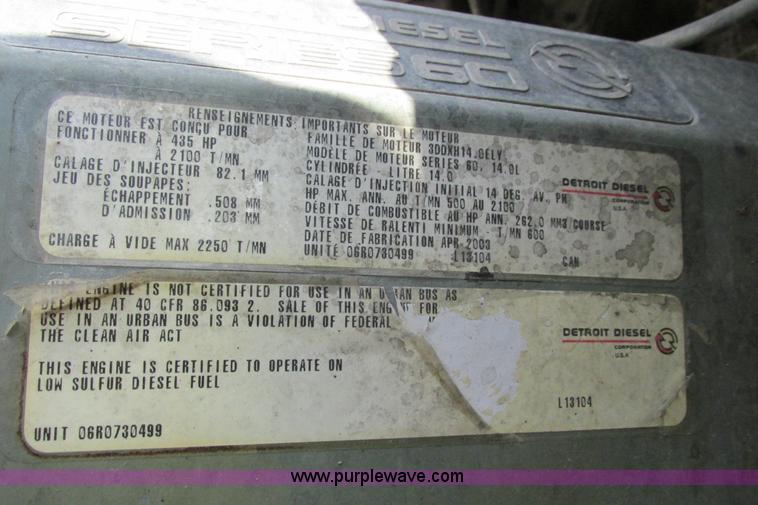 DIESEL
SERIES 60
RENSEIGNEMENTS IMPORTANTS SUR LE MOTEUR
CE MOTEUR EST CONÇU POUR
FONCTIONNER À 435 HP
À 2100 T/MN
CALAGE D'INJECTEUR 82.1 MM
JEU DES SOUPAPES:
ÉCHAPPEMENT .508 MM
D'ADMISSION .203 MM
CHARGE À VIDE MAX 2250 T/MN
FAMILLE DE MOTEUR 3DDXH14.0ELY
MODÈLE DE MOTEUR SERIES 60, 14.0L
CYLINDRÉE - LITRE 14.0
CALAGE D'INJECTION INITIAL 14 DEG. AV. PH
HP MAX. ANN. AU T/MN 500 AU 2100
DÉBIT DE COMBUSTIBLE AU HP ANN. 262.0 MM3/COURSE
VITESSE DE RALENTI MINIMUM - T/MN 600
DATE DE FABRICATION APR 2003
UNITÉ 06R0730499 L13104 CAN
DETROIT DIESEL
CORPORATION
U.S.A.
ENGINE IS NOT CERTIFIED FOR USE IN AN URBAN BUS AS
DEFINED AT 40 CFR 86.093 2. SALE OF THIS ENGINE FOR
USE IN AN URBAN BUS IS A VIOLATION OF FEDERAL
THE CLEAN AIR ACT
THIS ENGINE IS CERTIFIED TO OPERATE ON
LOW SULFUR DIESEL FUEL
UNIT 06R0730499
L13104
DETROIT DIESEL
CORPORATION
U.S.A.
www.purplewave.com